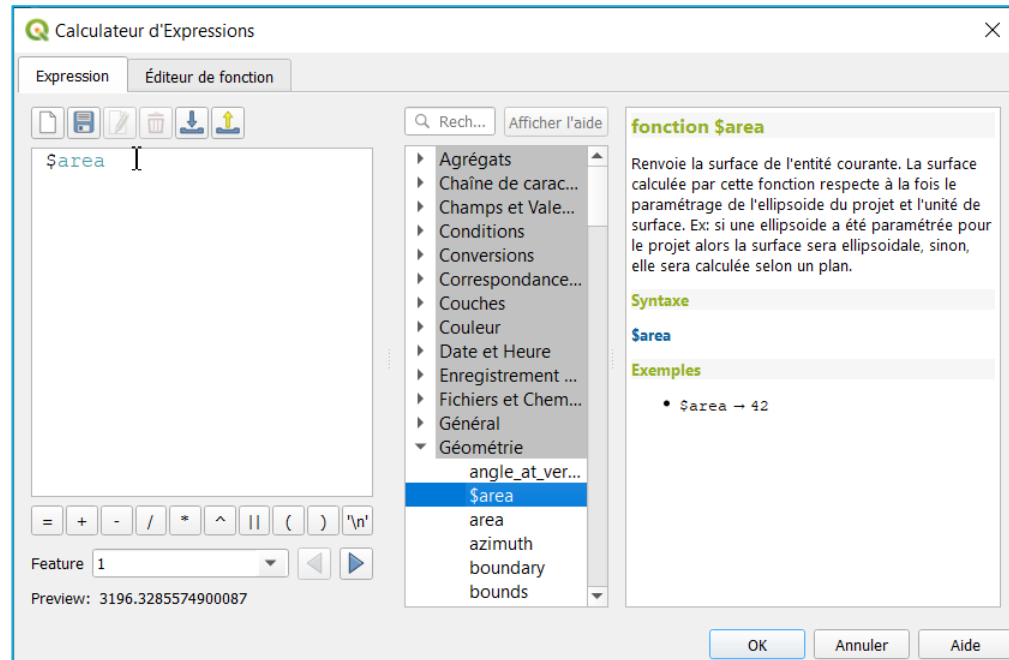 Calculateur d'Expressions
Expression
Éditeur de fonction
$area
= + - / * ^ || ( ) '\n'
Feature 1
Preview: 3196.3285574900087
Rech...
Afficher l'aide
Agrégats
Chaîne de carac...
Champs et Vale...
Conditions
Conversions
Correspondance...
Couches
Couleur
Date et Heure
Enregistrement ...
Fichiers et Chem...
Général
Géométrie
angle_at_ver...
$area
area
azimuth
boundary
bounds
fonction $area
Renvoie la surface de l'entité courante. La surface
calculée par cette fonction respecte à la fois le
paramétrage de l'ellipsoide du projet et l'unité de
surface. Ex: si une ellipsoide a été paramétrée pour
le projet alors la surface sera ellipsoidale, sinon,
elle sera calculée selon un plan.
Syntaxe
$area
Exemples
• $area → 42
OK
Annuler
Aide